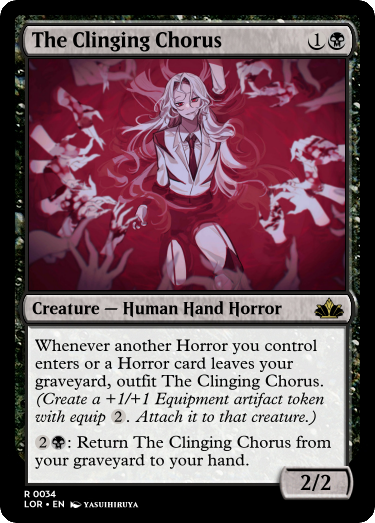 The Clinging Chorus 1
Creature — Human Hand Horror
Whenever another Horror you control
enters or a Horror card leaves your
graveyard, outfit The Clinging Chorus.
(Create a +1/+1 Equipment artifact token
with equip 2. Attach it to that creature.)
2: Return The Clinging Chorus from
your graveyard to your hand.
2/2
R 0034
LOR • EN YASUIHIRUYA